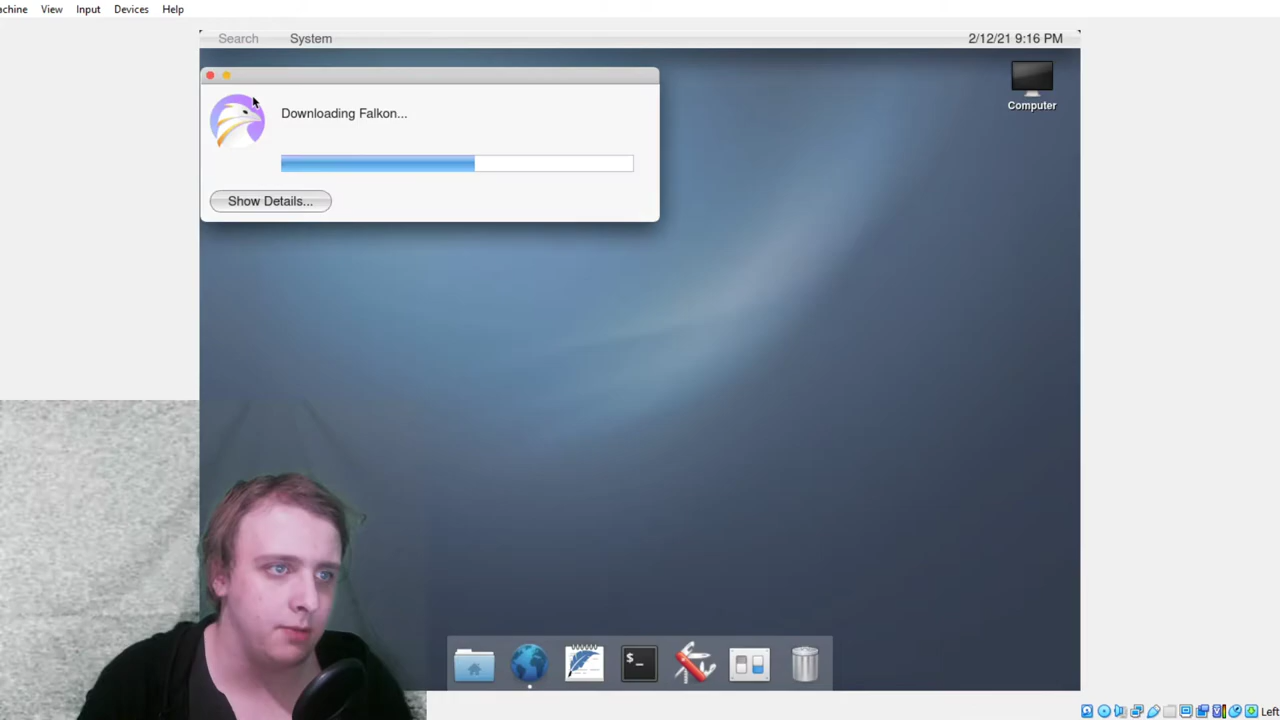 achine View Input Devices Help
Search System 2/12/21 9:16 PM
Computer
Downloading Falkon...
Show Details...
$_
Left